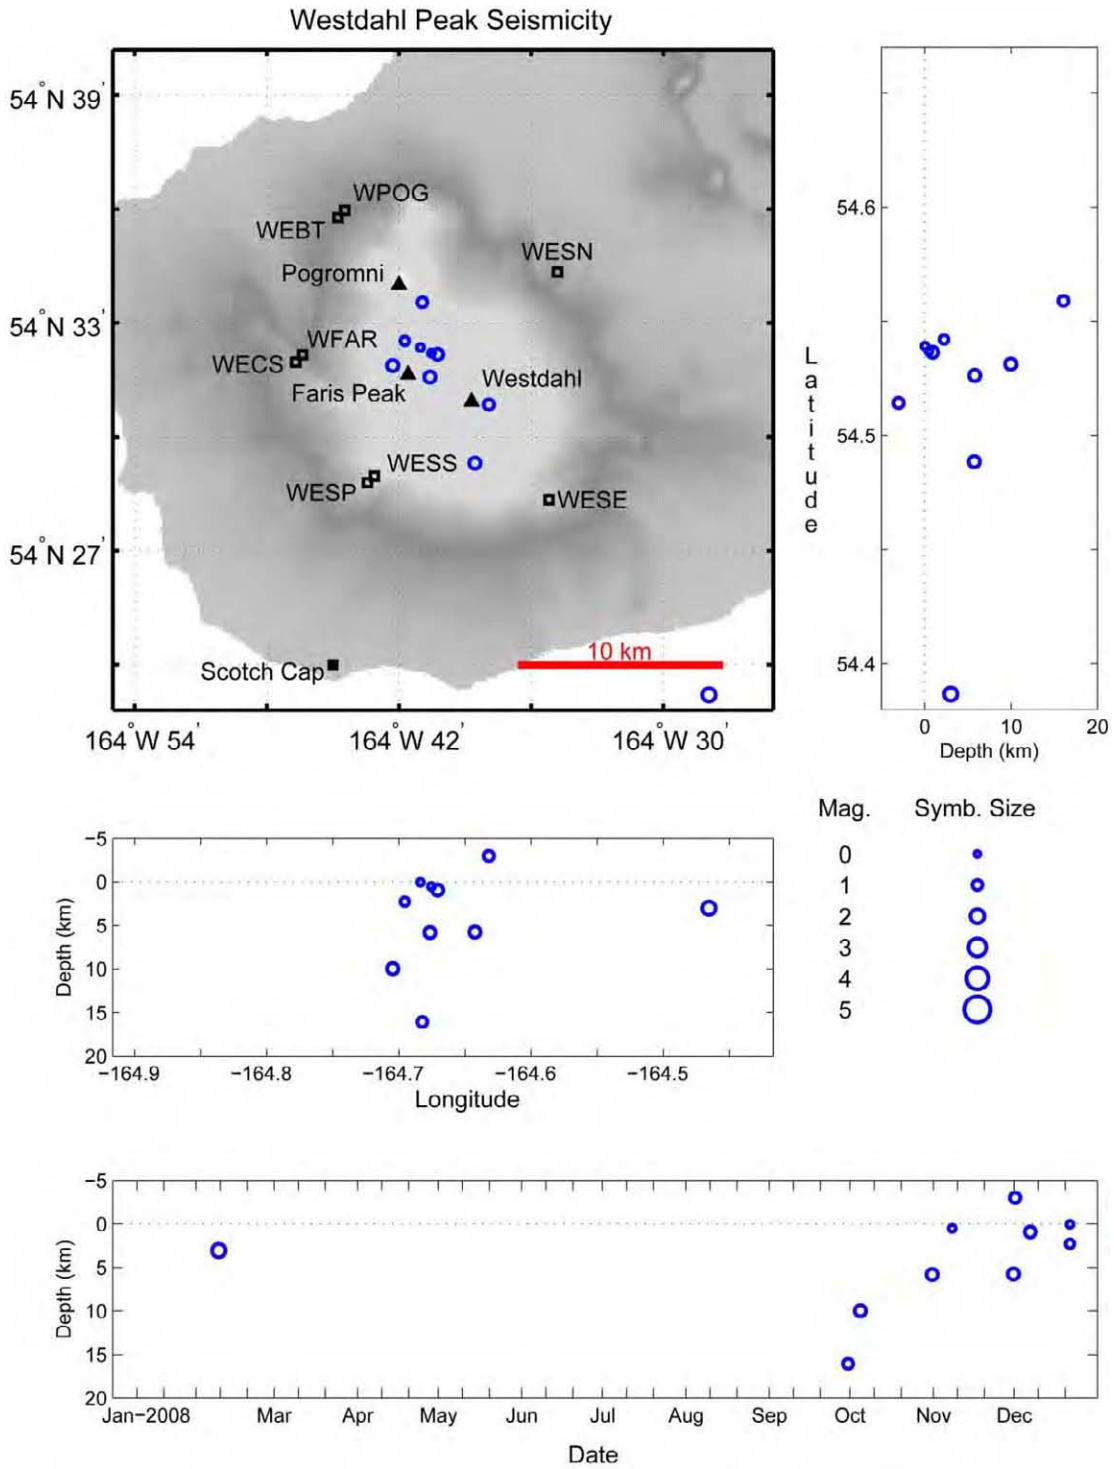 Westdahl Peak Seismicity
54°N 39'
54°N 33'
54°N 27'
WPOG
WEBT
WESN
Pogromni
WFAR
WECS
Faris Peak
Westdahl
WESS
WESP
WESE
10 km
Scotch Cap
164°W 54'
164°W 42'
164°W 30'
54.6
54.5
54.4
Latitude
0 10 20
Depth (km)
Mag. Symb. Size
0
1
2
3
4
5
−5
0
5
10
15
20
Depth (km)
−164.9 −164.8 −164.7 −164.6 −164.5
Longitude
−5
0
5
10
15
20
Depth (km)
Jan−2008 Mar Apr May Jun Jul Aug Sep Oct Nov Dec
Date